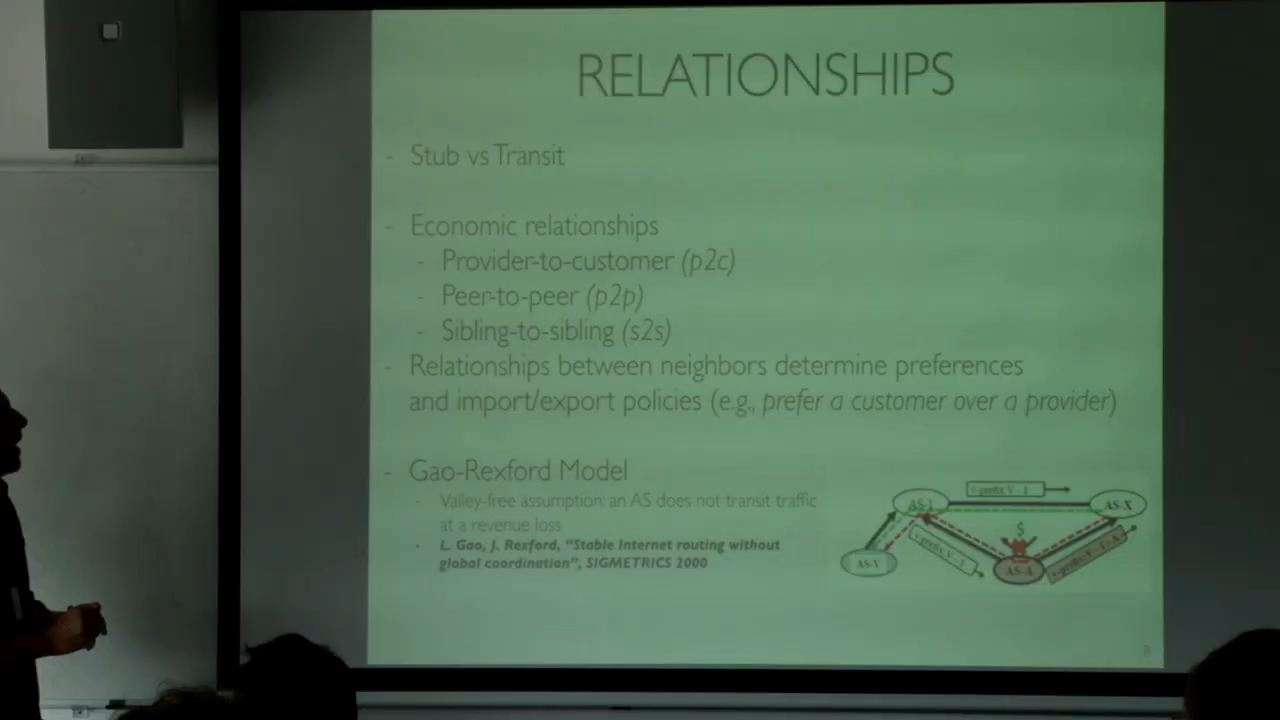 RELATIONSHIPS
- Stub vs Transit
- Economic relationships
- Provider-to-customer (p2c)
- Peer-to-peer (p2p)
- Sibling-to-sibling (s2s)
- Relationships between neighbors determine preferences
and import/export policies (e.g., prefer a customer over a provider)
- Gao-Rexford Model
- Valley-free assumption: an AS does not transit traffic
at a revenue loss
- L. Gao, J. Rexford, “Stable Internet routing without
global coordination”, SIGMETRICS 2000
AS-X
$
AS-V
AS-A
8